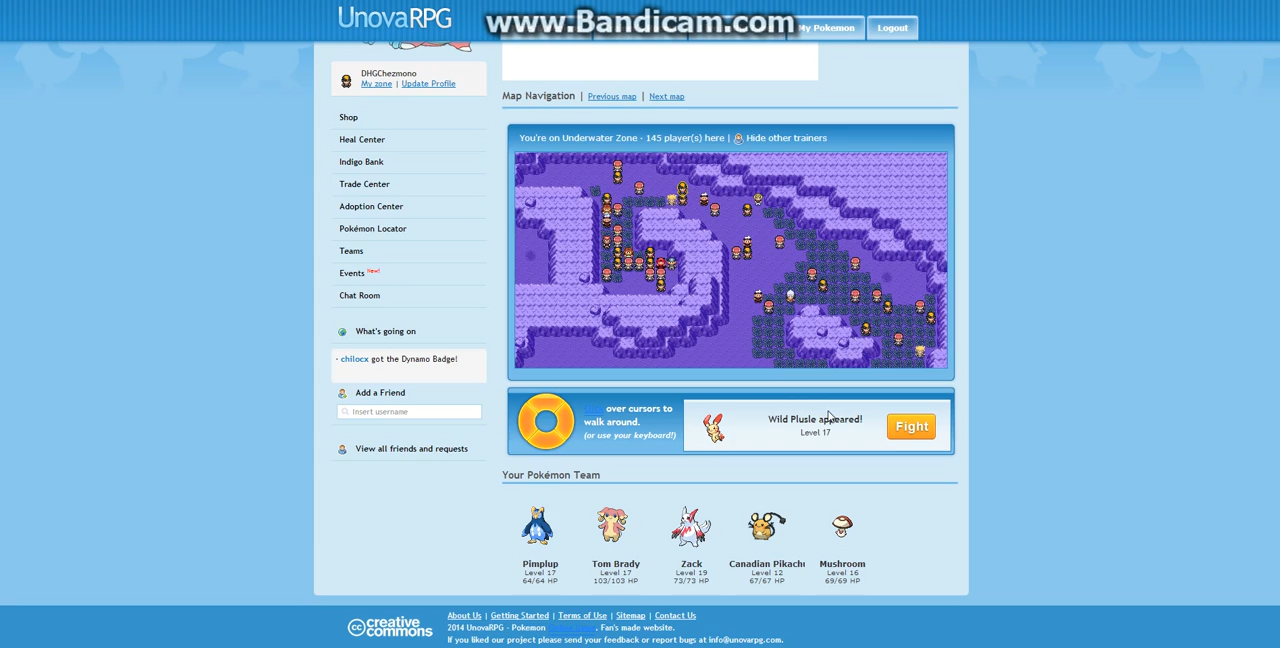 UnovaRPG
www.Bandicam.com
My Pokemon
Logout
DHGChezmono
My zone | Update Profile
Shop
Heal Center
Indigo Bank
Trade Center
Adoption Center
Pokémon Locator
Teams
Events New!
Chat Room
What's going on
· chilocx got the Dynamo Badge!
Add a Friend
Insert username
View all friends and requests
Map Navigation | Previous map | Next map
You're on Underwater Zone - 145 player(s) here | Hide other trainers
over cursors to
walk around.
(or use your keyboard!)
Wild Plusle appeared!
Level 17
Fight
Your Pokémon Team
Pimplup
Level 17
64/64 HP
Tom Brady
Level 17
103/103 HP
Zack
Level 19
73/73 HP
Canadian Pikachu
Level 12
67/67 HP
Mushroom
Level 16
69/69 HP
creative commons
About Us | Getting Started | Terms of Use | Sitemap | Contact Us
2014 UnovaRPG - Pokemon . Fan's made website.
If you liked our project please send your feedback or report bugs at info@unovarpg.com.